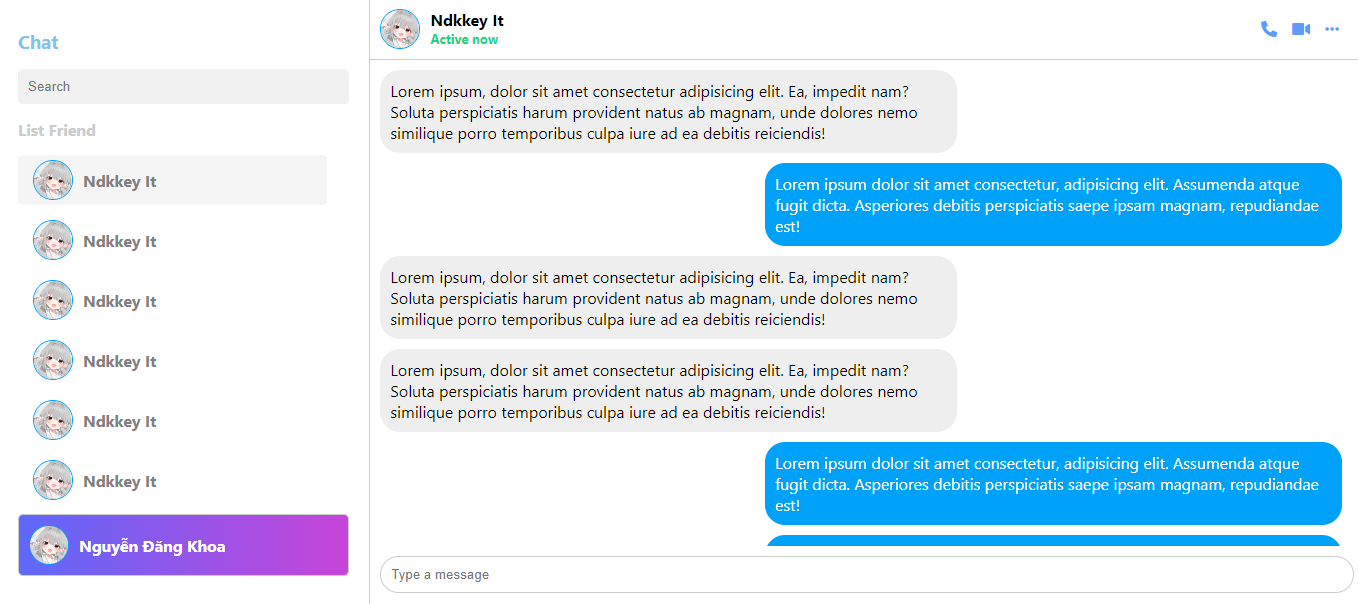 Chat
Search
List Friend
Ndkkey It
Ndkkey It
Ndkkey It
Ndkkey It
Ndkkey It
Ndkkey It
Nguyễn Đăng Khoa
Ndkkey It
Active now
Lorem ipsum, dolor sit amet consectetur adipisicing elit. Ea, impedit nam?
Soluta perspiciatis harum provident natus ab magnam, unde dolores nemo
similique porro temporibus culpa iure ad ea debitis reiciendis!
Lorem ipsum dolor sit amet consectetur, adipisicing elit. Assumenda atque
fugit dicta. Asperiores debitis perspiciatis saepe ipsam magnam, repudiandae
est!
Lorem ipsum, dolor sit amet consectetur adipisicing elit. Ea, impedit nam?
Soluta perspiciatis harum provident natus ab magnam, unde dolores nemo
similique porro temporibus culpa iure ad ea debitis reiciendis!
Lorem ipsum, dolor sit amet consectetur adipisicing elit. Ea, impedit nam?
Soluta perspiciatis harum provident natus ab magnam, unde dolores nemo
similique porro temporibus culpa iure ad ea debitis reiciendis!
Lorem ipsum dolor sit amet consectetur, adipisicing elit. Assumenda atque
fugit dicta. Asperiores debitis perspiciatis saepe ipsam magnam, repudiandae
est!
Type a message